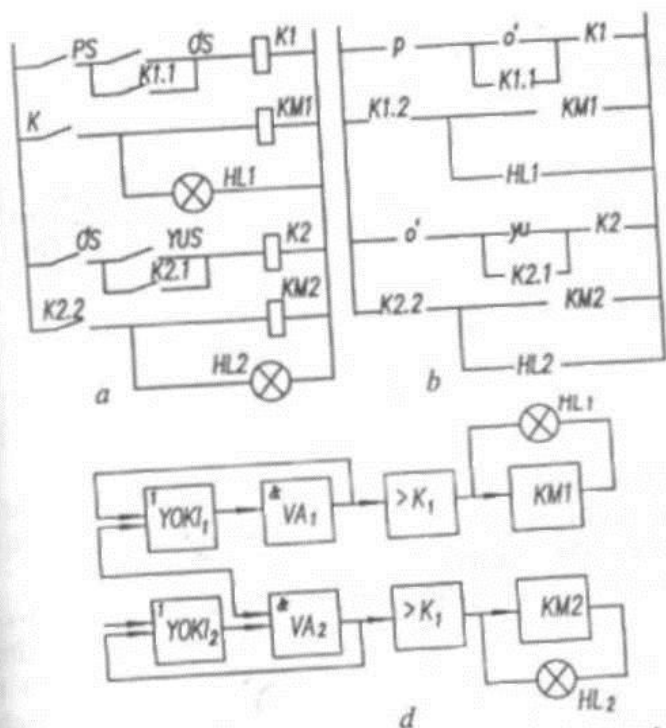 PS O'S K1
K1.1
K KM1
HL1
O'S YUS K2
K2.1
K2.2 KM2
HL2
a
p o' K1
K1.1
K1.2 KM1
HL1
o' yu K2
K2.1
K2.2 KM2
HL2
b
HL1
1 YOKI1 & VA1 >K1 KM1
1 YOKI2 & VA2 >K1 KM2
HL2
d